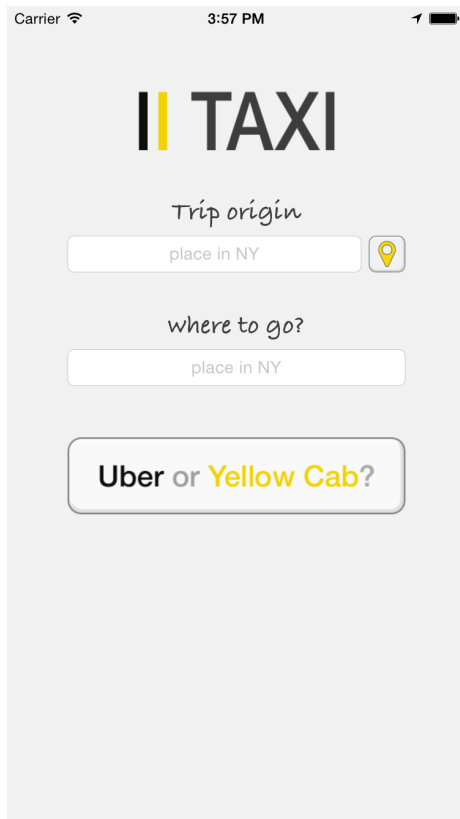 Carrier 3:57 PM
II TAXI
Trip origin
place in NY
where to go?
place in NY
Uber or Yellow Cab?